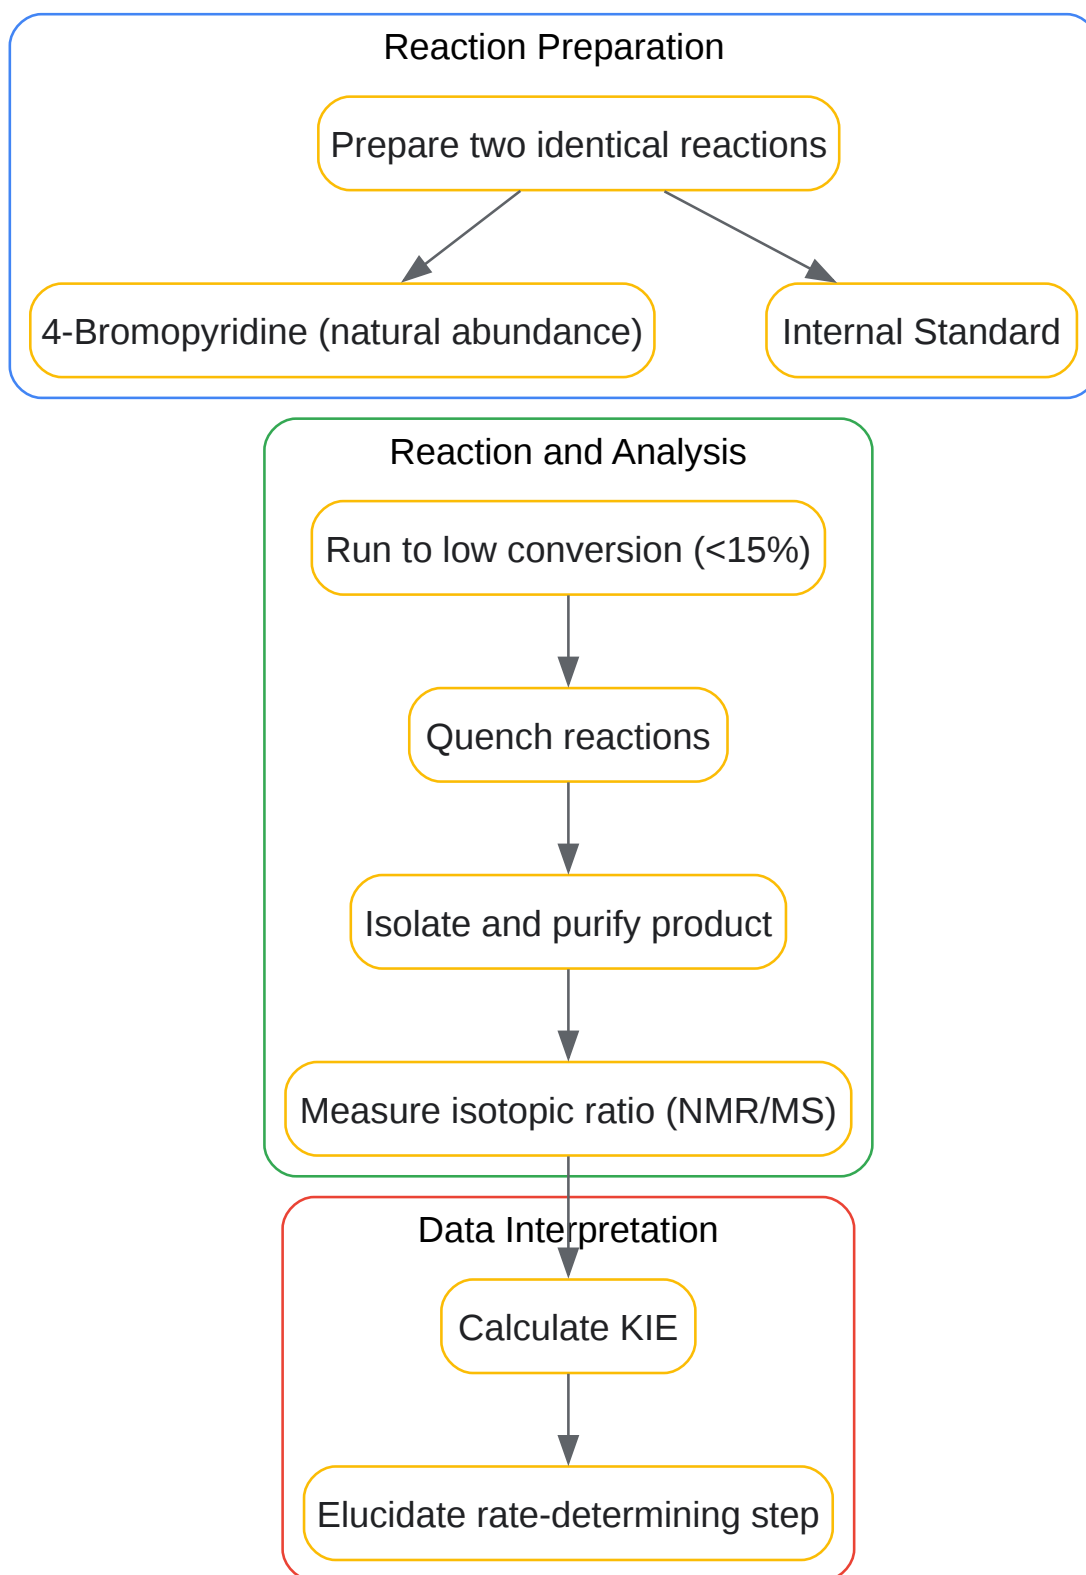 Reaction Preparation
Prepare two identical reactions
4-Bromopyridine (natural abundance)
Internal Standard
Reaction and Analysis
Run to low conversion (<15%)
Quench reactions
Isolate and purify product
Measure isotopic ratio (NMR/MS)
Data Interpretation
Calculate KIE
Elucidate rate-determining step